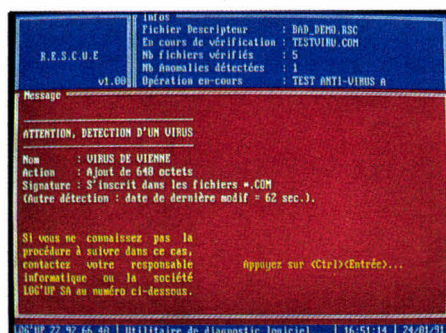 Infos
Fichier Descripteur : BAD_DEMO.RSC
En cours de vérification : TESTVIRU.COM
R.E.S.C.U.E
Nb fichiers vérifiés : 5
Nb Anomalies détectées : 1
v1.00
Opération en-cours : TEST ANTI-VIRUS A
Message
ATTENTION, DETECTION D'UN VIRUS
Nom : VIRUS DE VIENNE
Action : Ajout de 648 octets
Signature : S'inscrit dans les fichiers *.COM
(Autre détection : date de dernière modif = 62 sec.).
Si vous ne connaissez pas la
procédure à suivre dans ce cas,
contactez votre responsable
informatique ou la société
LOG'UP SA au numéro ci-dessous.
Appuyez sur <Ctrl><Entrée>...
LOG'UP 22 92 66 40 | Utilitaire de diagnostic logiciel | 16:51:14 | 24/01/91